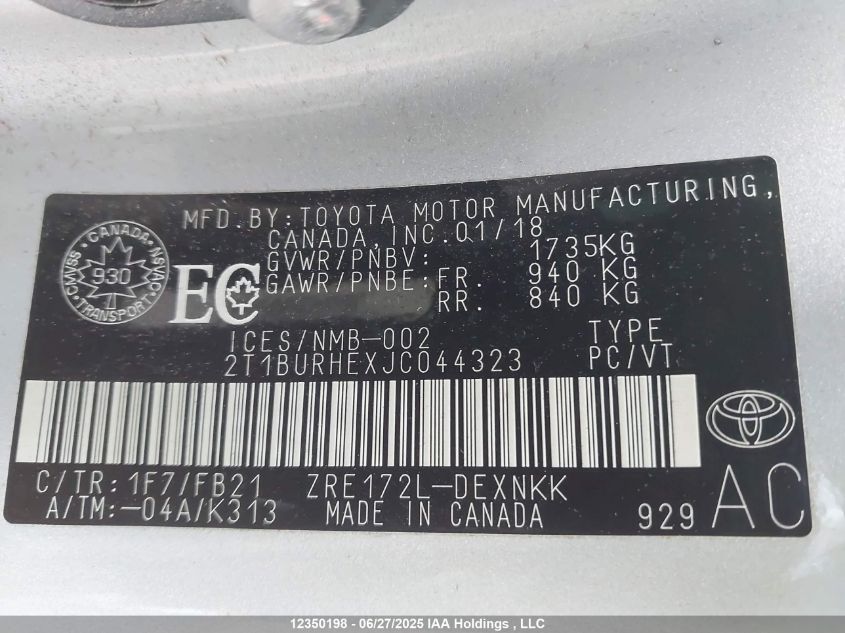 MFD.BY:TOYOTA MOTOR MANUFACTURING,
CANADA,INC.01/18
GVWR/PNBV: 1735KG
GAWR/PNBE:FR. 940 KG
RR. 840 KG
CANADA
CMVSS
930
NSVAC
TRANSPORT
EC
ICES/NMB-002 TYPE
2T1BURHEXJC044323 PC/VT
C/TR:1F7/FB21 ZRE172L-DEXNKK
A/TM:-04A/K313 MADE IN CANADA 929 AC
12350198 - 06/27/2025 IAA Holdings , LLC